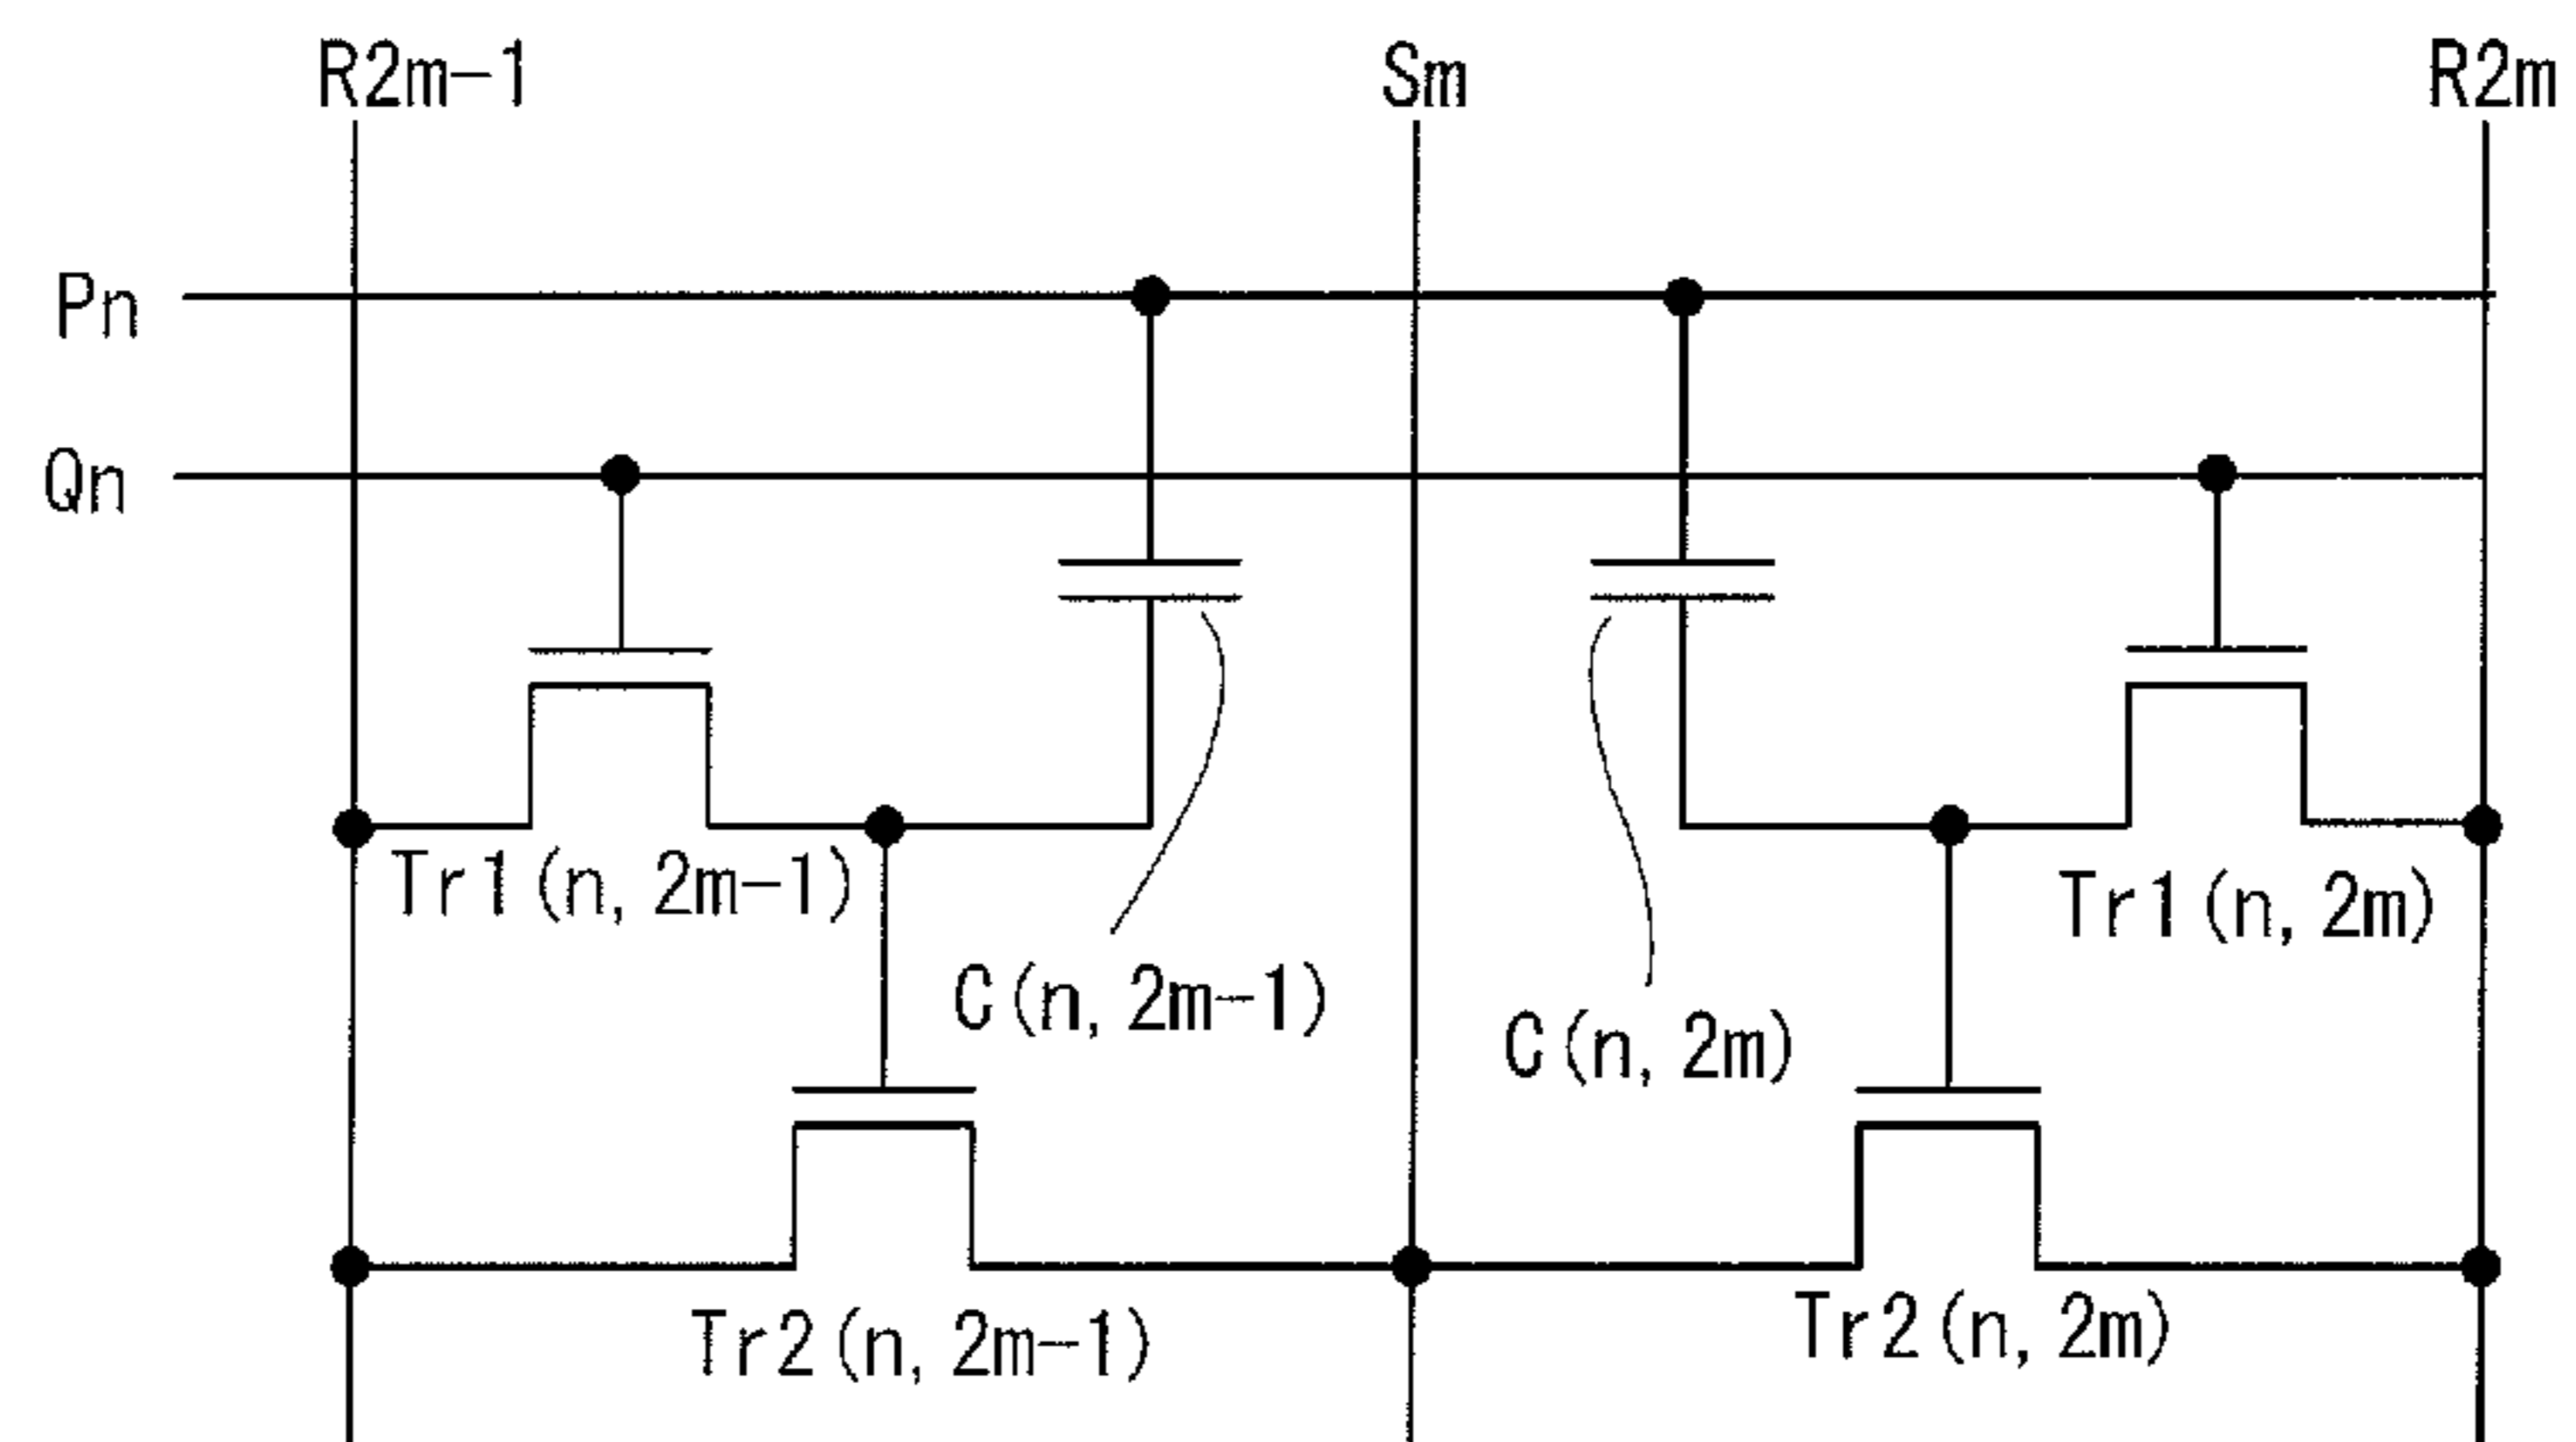 R2m-1
Sm
R2m
Pn
Qn
Tr1(n, 2m-1)
Tr1(n, 2m)
C(n, 2m-1)
C(n, 2m)
Tr2(n, 2m-1)
Tr2(n, 2m)